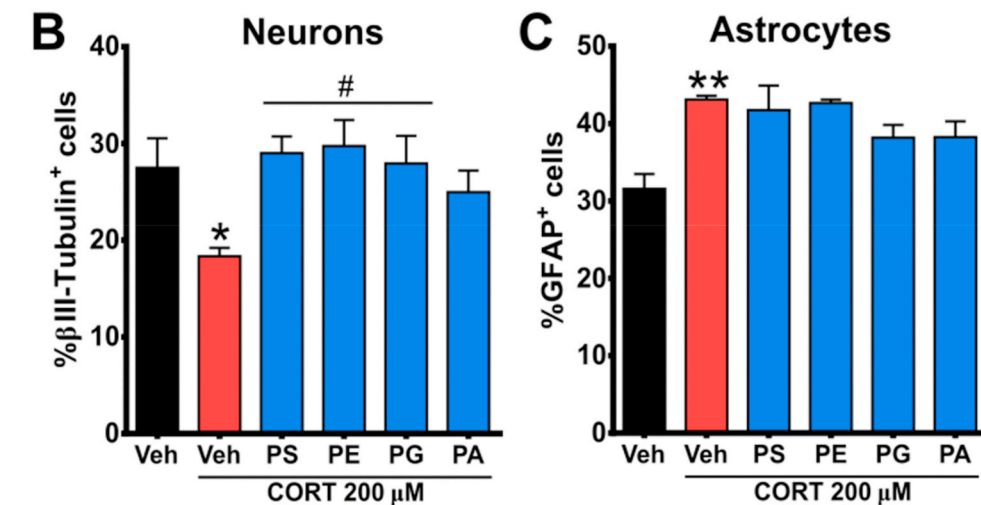 B Neurons
%βIII-Tubulin⁺ cells
40
30
20
10
0
#
*
Veh Veh PS PE PG PA
CORT 200 μM
C Astrocytes
%GFAP⁺ cells
50
40
30
20
10
0
**
Veh Veh PS PE PG PA
CORT 200 μM